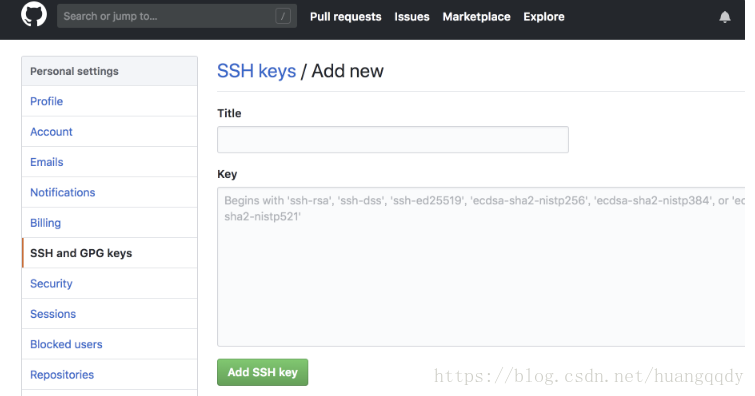 Search or jump to... / Pull requests Issues Marketplace Explore
Personal settings
Profile
Account
Emails
Notifications
Billing
SSH and GPG keys
Security
Sessions
Blocked users
Repositories
SSH keys / Add new
Title
Key
Begins with 'ssh-rsa', 'ssh-dss', 'ssh-ed25519', 'ecdsa-sha2-nistp256', 'ecdsa-sha2-nistp384', or 'ec
sha2-nistp521'
Add SSH key
https://blog.csdn.net/huangqqdy